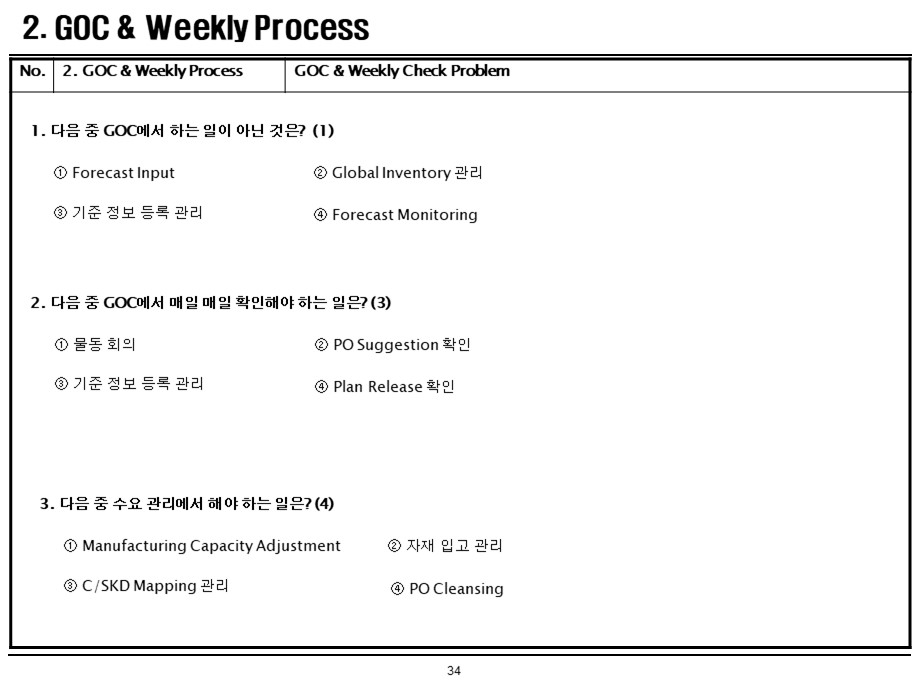 2. GOC & Weekly Process
No. 2. GOC & Weekly Process GOC & Weekly Check Problem
1. 다음 중 GOC에서 하는 일이 아닌 것은? (1)
① Forecast Input ② Global Inventory 관리
③ 기준 정보 등록 관리 ④ Forecast Monitoring
2. 다음 중 GOC에서 매일 매일 확인해야 하는 일은? (3)
① 물동 회의 ② PO Suggestion 확인
③ 기준 정보 등록 관리 ④ Plan Release 확인
3. 다음 중 수요 관리에서 해야 하는 일은? (4)
① Manufacturing Capacity Adjustment ② 자재 입고 관리
③ C/SKD Mapping 관리 ④ PO Cleansing
34